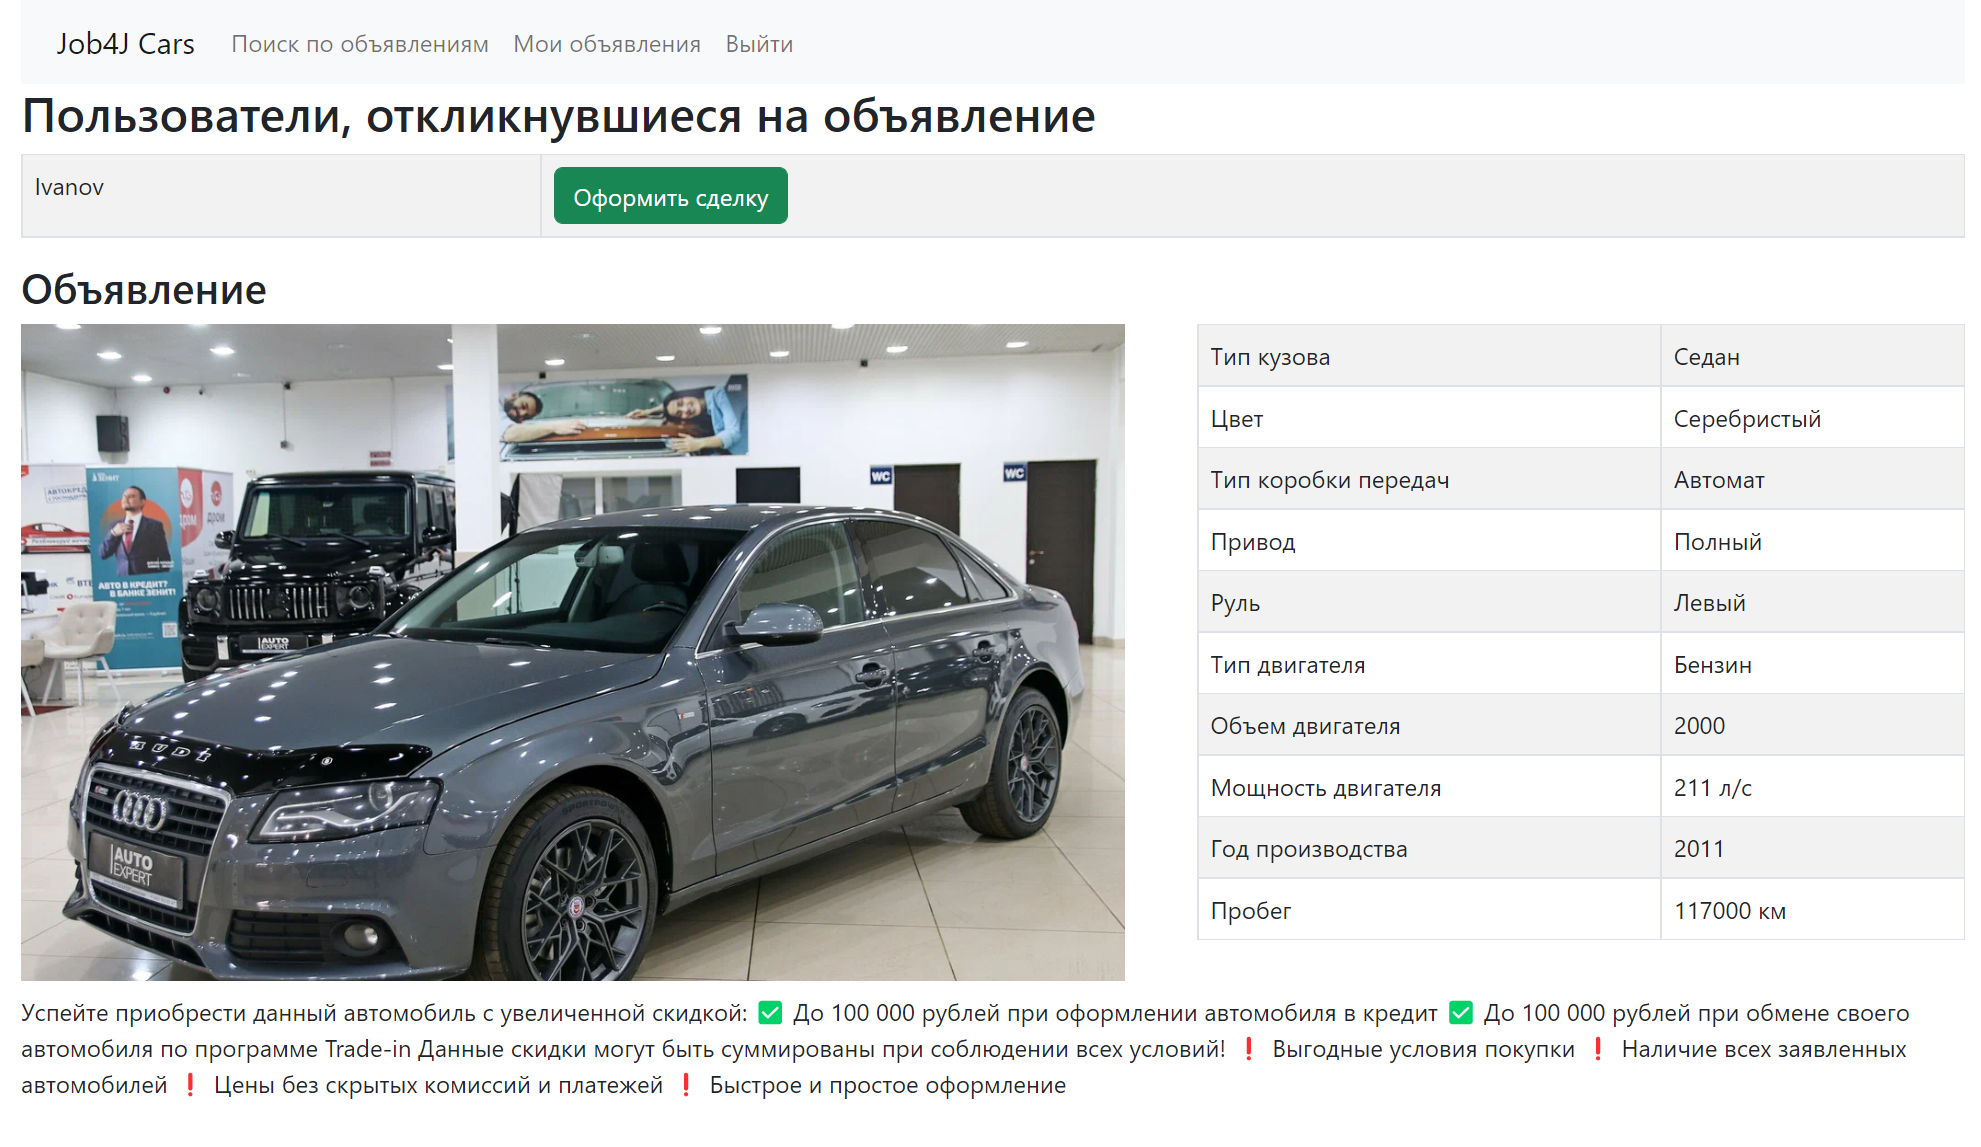 Job4J Cars Поиск по объявлениям Мои объявления Выйти
Пользователи, откликнувшиеся на объявление
Ivanov Оформить сделку
Объявление
WC
WC
АВТО В КРЕДИТ?
В БАНКЕ ЗЕНИТ!
AUTO
EXPERT
AUDI
AUTO
EXPERT
Тип кузова Седан
Цвет Серебристый
Тип коробки передач Автомат
Привод Полный
Руль Левый
Тип двигателя Бензин
Объем двигателя 2000
Мощность двигателя 211 л/с
Год производства 2011
Пробег 117000 км
Успейте приобрести данный автомобиль с увеличенной скидкой: ✅ До 100 000 рублей при оформлении автомобиля в кредит ✅ До 100 000 рублей при обмене своего
автомобиля по программе Trade-in Данные скидки могут быть суммированы при соблюдении всех условий! ❗ Выгодные условия покупки ❗ Наличие всех заявленных
автомобилей ❗ Цены без скрытых комиссий и платежей ❗ Быстрое и простое оформление